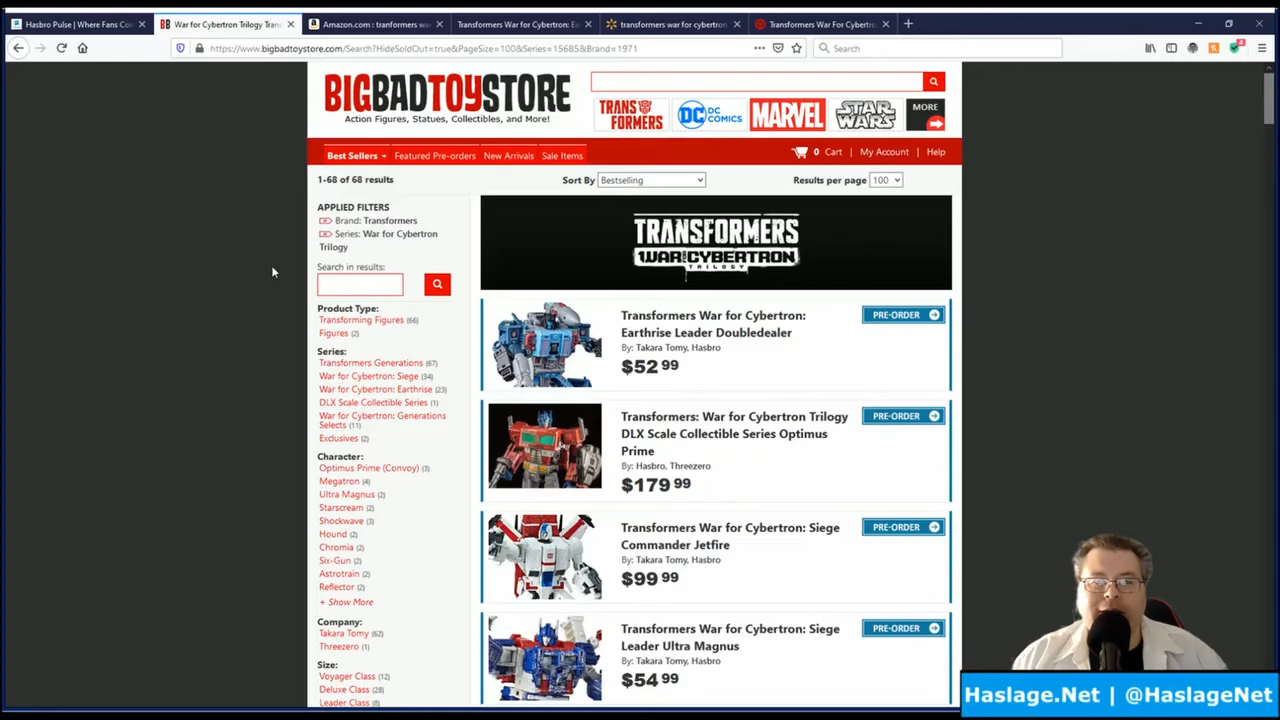 Hasbro Pulse | Where Fans Con
War for Cybertron Trilogy Tran
Amazon.com : tranformers war
Transformers War for Cybertron: Ea
transformers war for cybertron
Transformers War For Cybertro
https://www.bigbadtoystore.com/Search?HideSoldOut=true&PageSize=100&Series=15685&Brand=1971
Search
BIGBADTOYSTORE
Action Figures, Statues, Collectibles, and More!
TRANSFORMERS
DC COMICS
MARVEL
STAR WARS
MORE
Best Sellers
Featured Pre-orders
New Arrivals
Sale Items
0 Cart | My Account | Help
1-68 of 68 results
Sort By Bestselling
Results per page 100
APPLIED FILTERS
Brand: Transformers
Series: War for Cybertron
Trilogy
Search in results:
Product Type:
Transforming Figures (66)
Figures (2)
Series:
Transformers Generations (67)
War for Cybertron: Siege (34)
War for Cybertron: Earthrise (23)
DLX Scale Collectible Series (1)
War for Cybertron: Generations
Selects (11)
Exclusives (2)
Character:
Optimus Prime (Convoy) (3)
Megatron (4)
Ultra Magnus (2)
Starscream (2)
Shockwave (3)
Hound (2)
Chromia (2)
Six-Gun (2)
Astrotrain (2)
Reflector (2)
+ Show More
Company:
Takara Tomy (62)
Threezero (1)
Size:
Voyager Class (12)
Deluxe Class (28)
Leader Class (8)
TRANSFORMERS
WAR FOR CYBERTRON
TRILOGY
Transformers War for Cybertron:
Earthrise Leader Doubledealer
By: Takara Tomy, Hasbro
$52 99
PRE-ORDER
Transformers: War for Cybertron Trilogy
DLX Scale Collectible Series Optimus
Prime
By: Hasbro, Threezero
$179 99
PRE-ORDER
Transformers War for Cybertron: Siege
Commander Jetfire
By: Takara Tomy, Hasbro
$99 99
PRE-ORDER
Transformers War for Cybertron: Siege
Leader Ultra Magnus
By: Takara Tomy, Hasbro
$54 99
PRE-ORDER
Haslage.Net | @HaslageNet